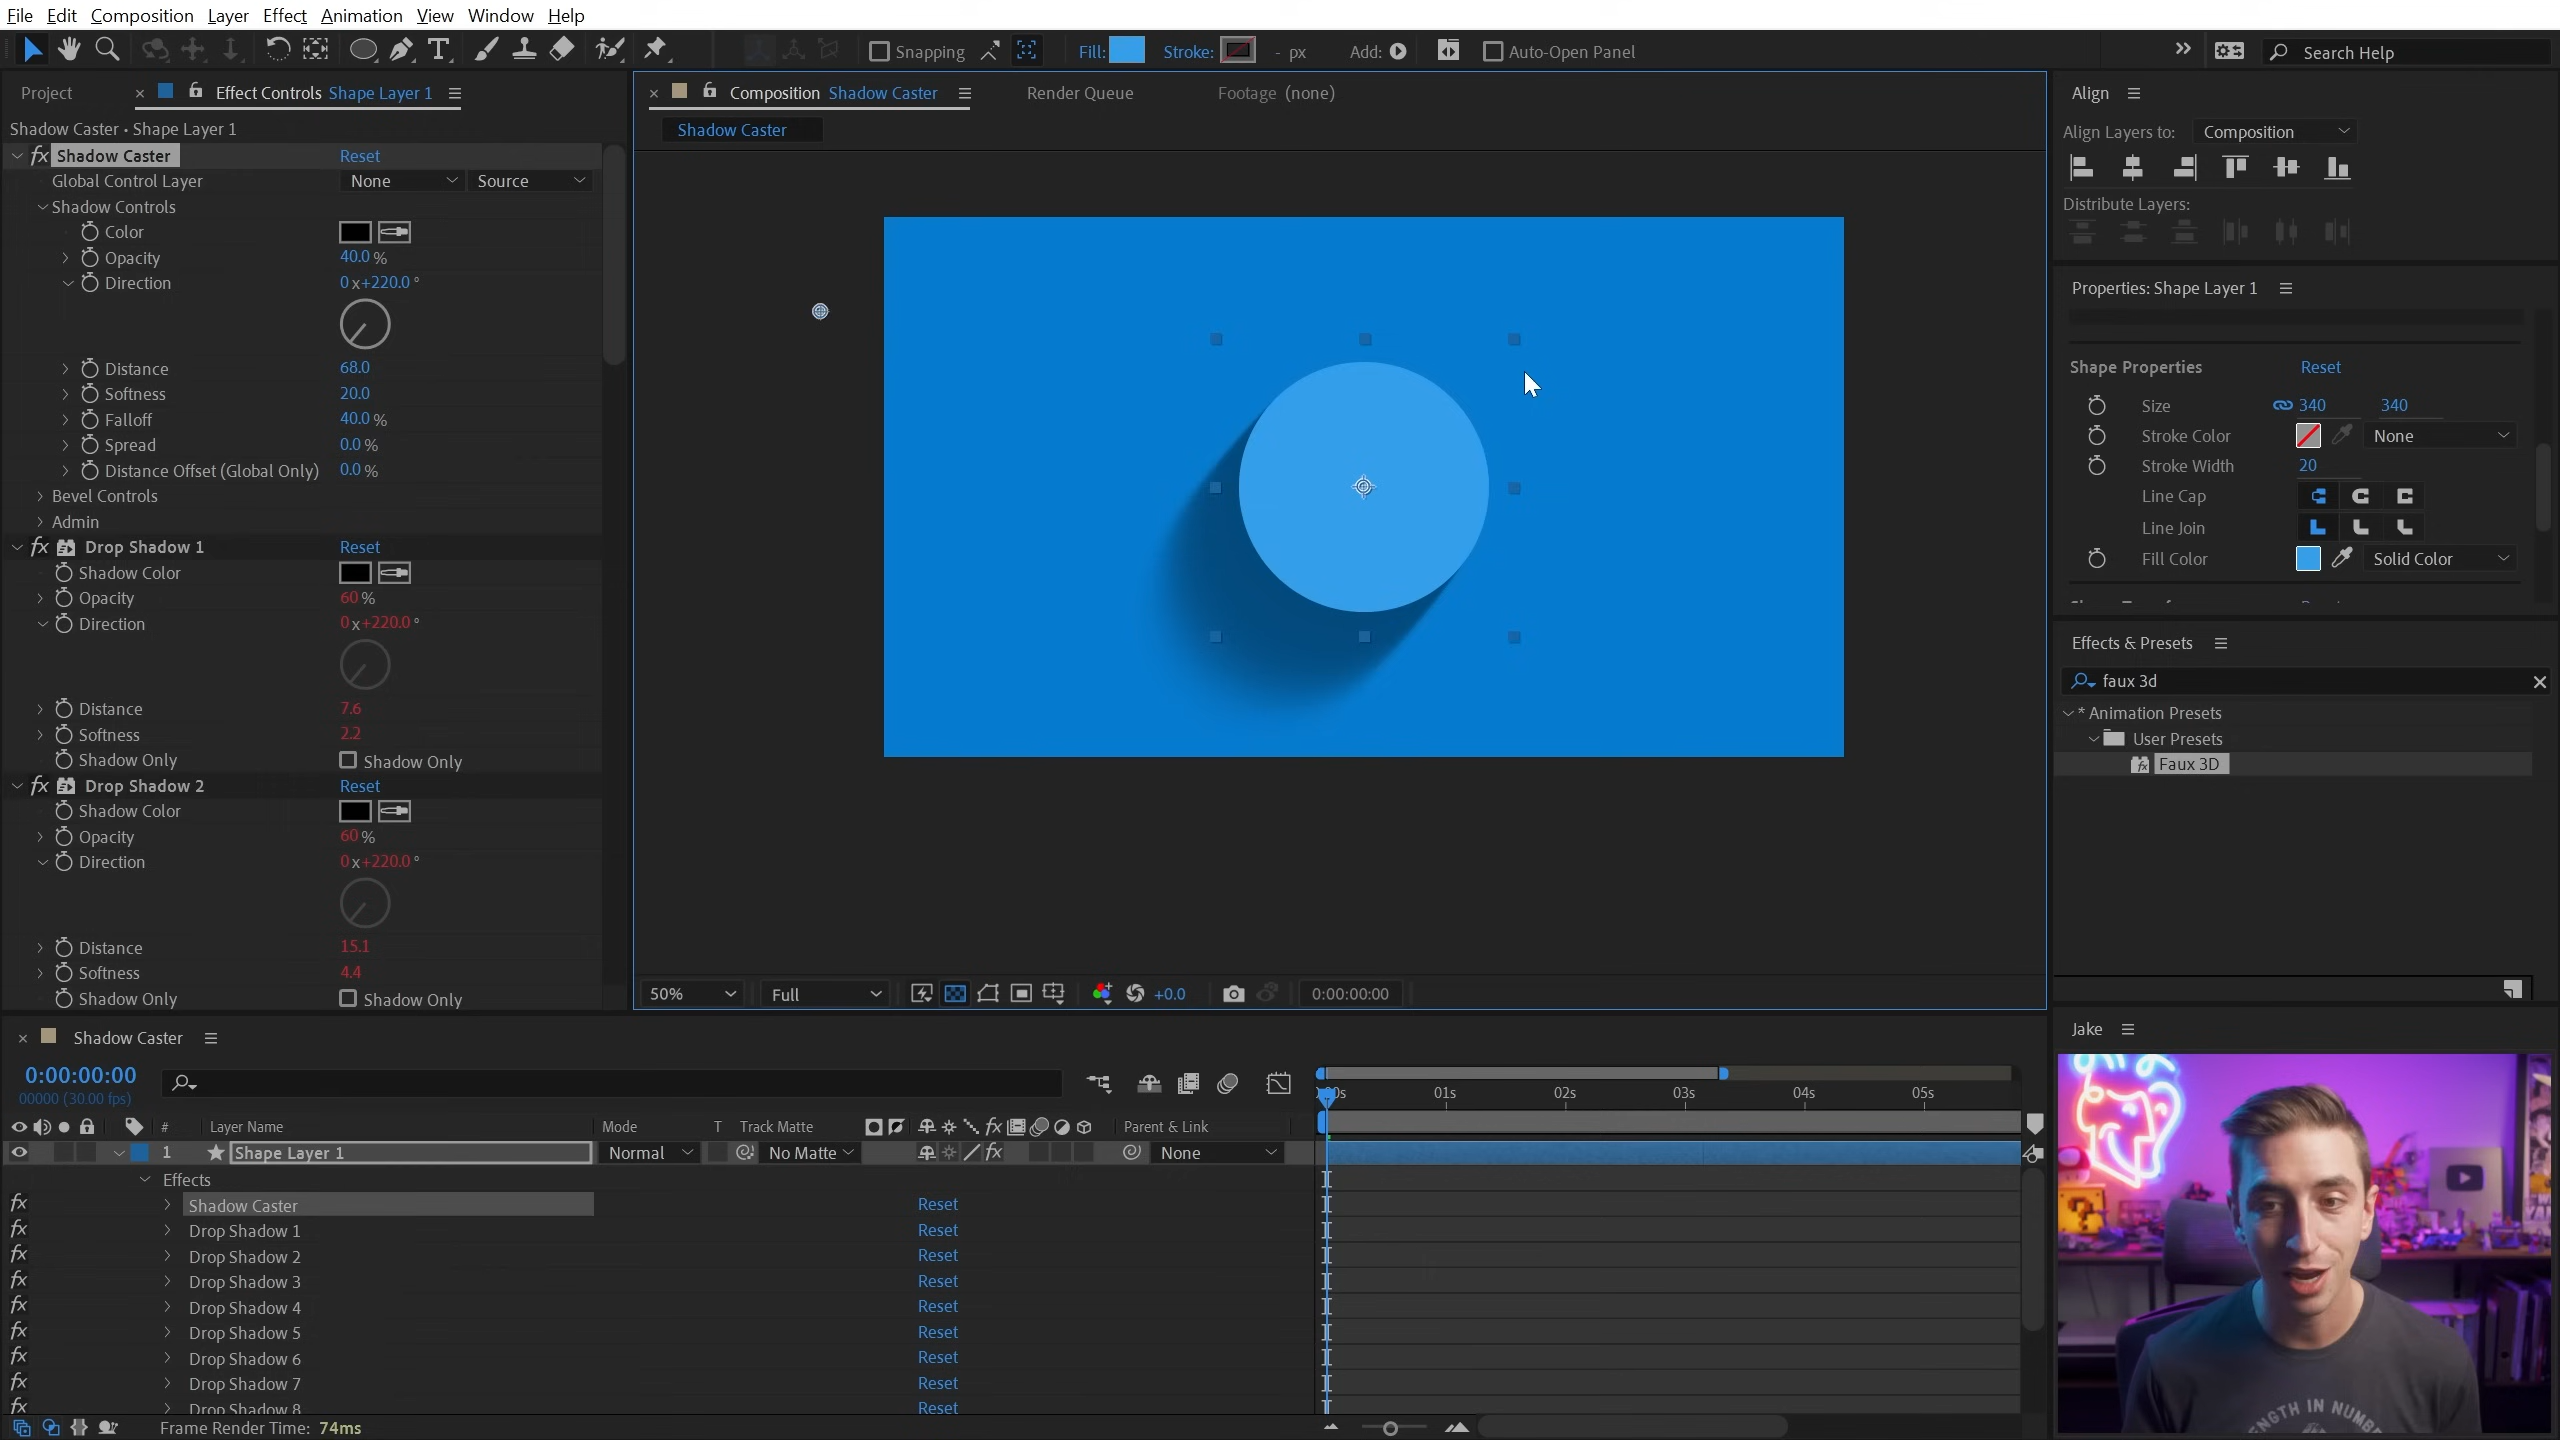 File Edit Composition Layer Effect Animation View Window Help
Snapping Fill: Stroke: - px Add: Auto-Open Panel Search Help
Project Effect Controls Shape Layer 1
Shadow Caster • Shape Layer 1
Shadow Caster Reset
Global Control Layer None Source
Shadow Controls
Color
Opacity 40.0 %
Direction 0x+220.0°
Distance 68.0
Softness 20.0
Falloff 40.0 %
Spread 0.0 %
Distance Offset (Global Only) 0.0 %
Bevel Controls
Admin
Drop Shadow 1 Reset
Shadow Color
Opacity 60 %
Direction 0x+220.0°
Distance 7.6
Softness 2.2
Shadow Only Shadow Only
Drop Shadow 2 Reset
Shadow Color
Opacity 60 %
Direction 0x+220.0°
Distance 15.1
Softness 4.4
Shadow Only Shadow Only
Composition Shadow Caster Render Queue Footage (none)
Shadow Caster
50% Full +0.0 0:00:00:00
Align
Align Layers to: Composition
Distribute Layers:
Properties: Shape Layer 1
Shape Properties Reset
Size 340 340
Stroke Color None
Stroke Width 20
Line Cap
Line Join
Fill Color Solid Color
Effects & Presets
faux 3d
* Animation Presets
User Presets
Faux 3D
Jake
Shadow Caster
0:00:00:00
00000 (30.00 fps)
01s 02s 03s 04s 05s
# Layer Name Mode T Track Matte Parent & Link
1 Shape Layer 1 Normal No Matte None
Effects
Shadow Caster Reset
Drop Shadow 1 Reset
Drop Shadow 2 Reset
Drop Shadow 3 Reset
Drop Shadow 4 Reset
Drop Shadow 5 Reset
Drop Shadow 6 Reset
Drop Shadow 7 Reset
Drop Shadow 8 Reset
Frame Render Time: 74ms